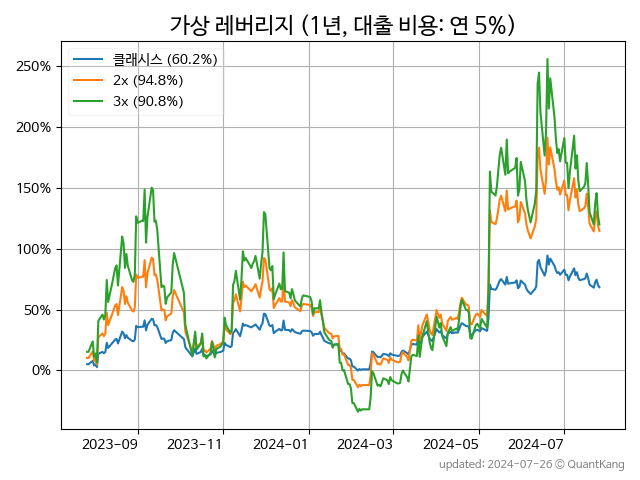 가상 레버리지 (1년, 대출 비용: 연 5%)
클래시스 (60.2%)
2x (94.8%)
3x (90.8%)
250%
200%
150%
100%
50%
0%
2023-09 2023-11 2024-01 2024-03 2024-05 2024-07
updated: 2024-07-26 © QuantKang